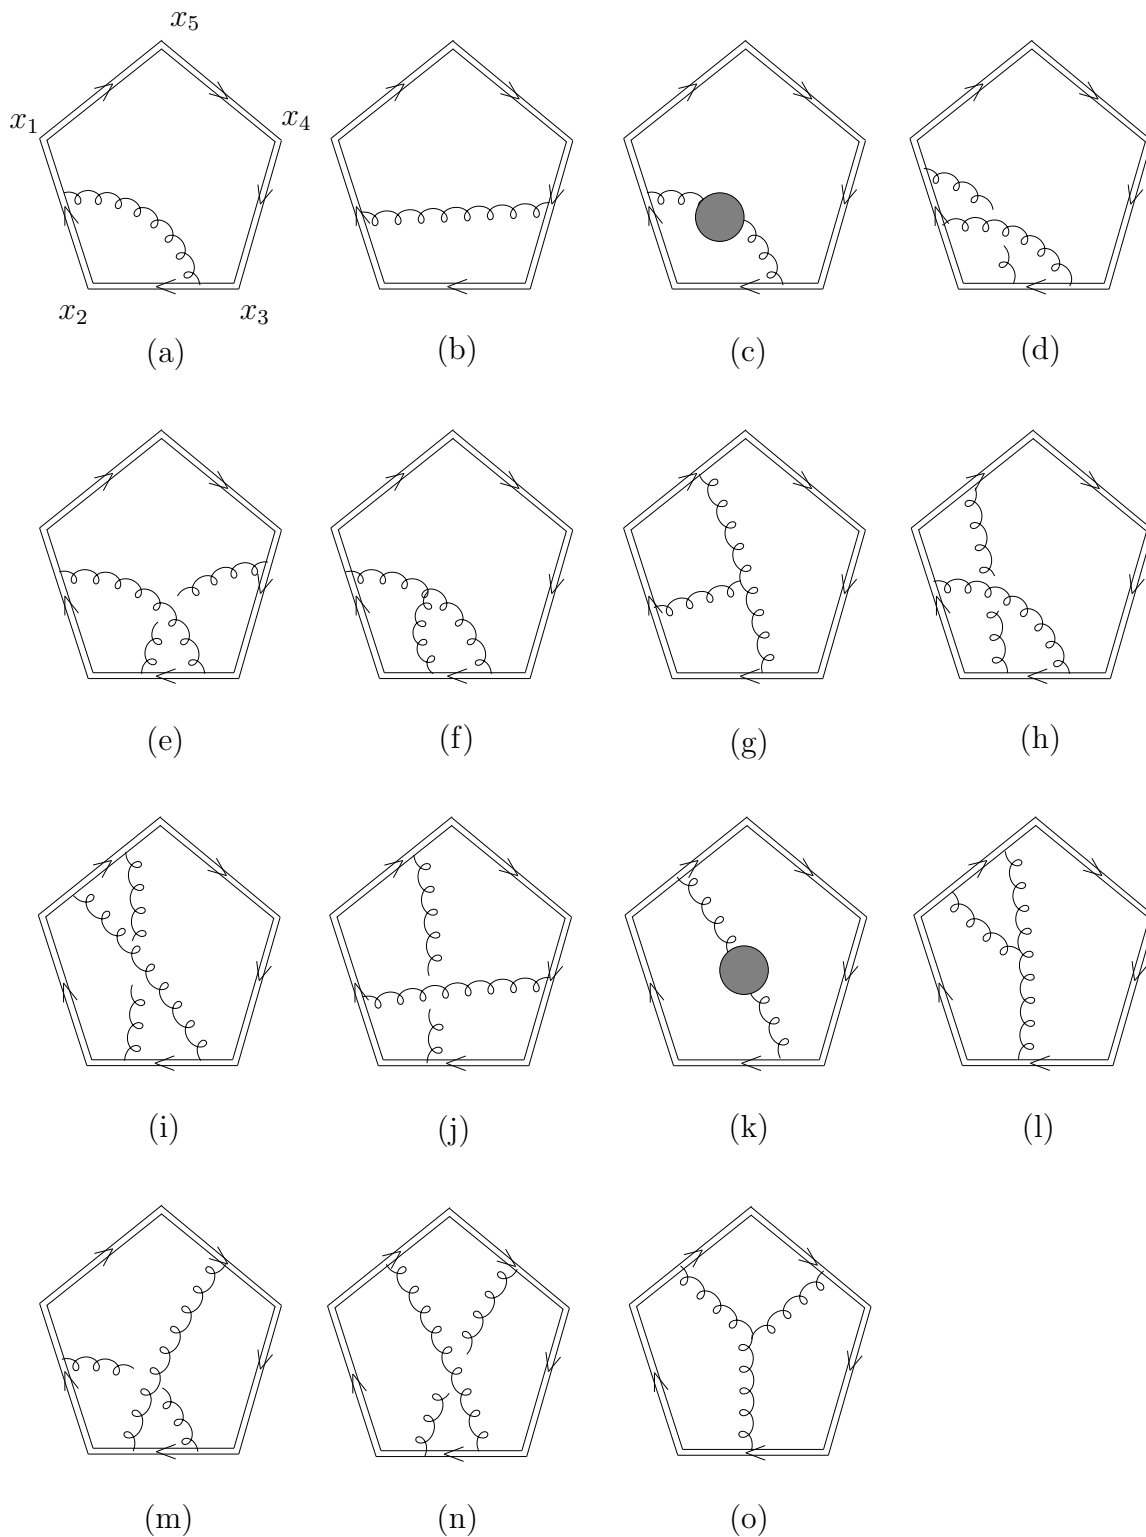 x₅
x₁ x₄
x₂ x₃
(a) (b) (c) (d)
(e) (f) (g) (h)
(i) (j) (k) (l)
(m) (n) (o)